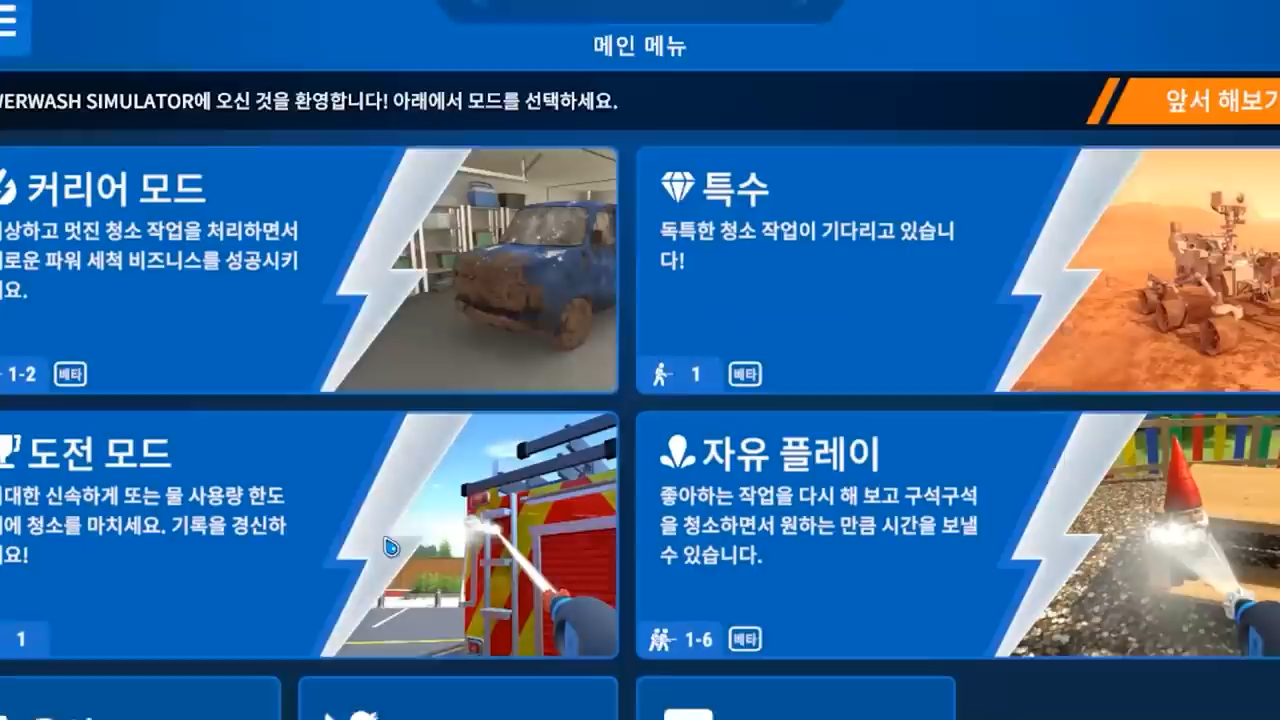 메인 메뉴
WERWASH SIMULATOR에 오신 것을 환영합니다! 아래에서 모드를 선택하세요.
앞서 해보기
커리어 모드
상하고 멋진 청소 작업을 처리하면서
로운 파워 세척 비즈니스를 성공시키
요.
1-2 베타
특수
독특한 청소 작업이 기다리고 있습니
다!
1 베타
도전 모드
대한 신속하게 또는 물 사용량 한도
에 청소를 마치세요. 기록을 경신하
요!
1
자유 플레이
좋아하는 작업을 다시 해 보고 구석구석
을 청소하면서 원하는 만큼 시간을 보낼
수 있습니다.
1-6 베타